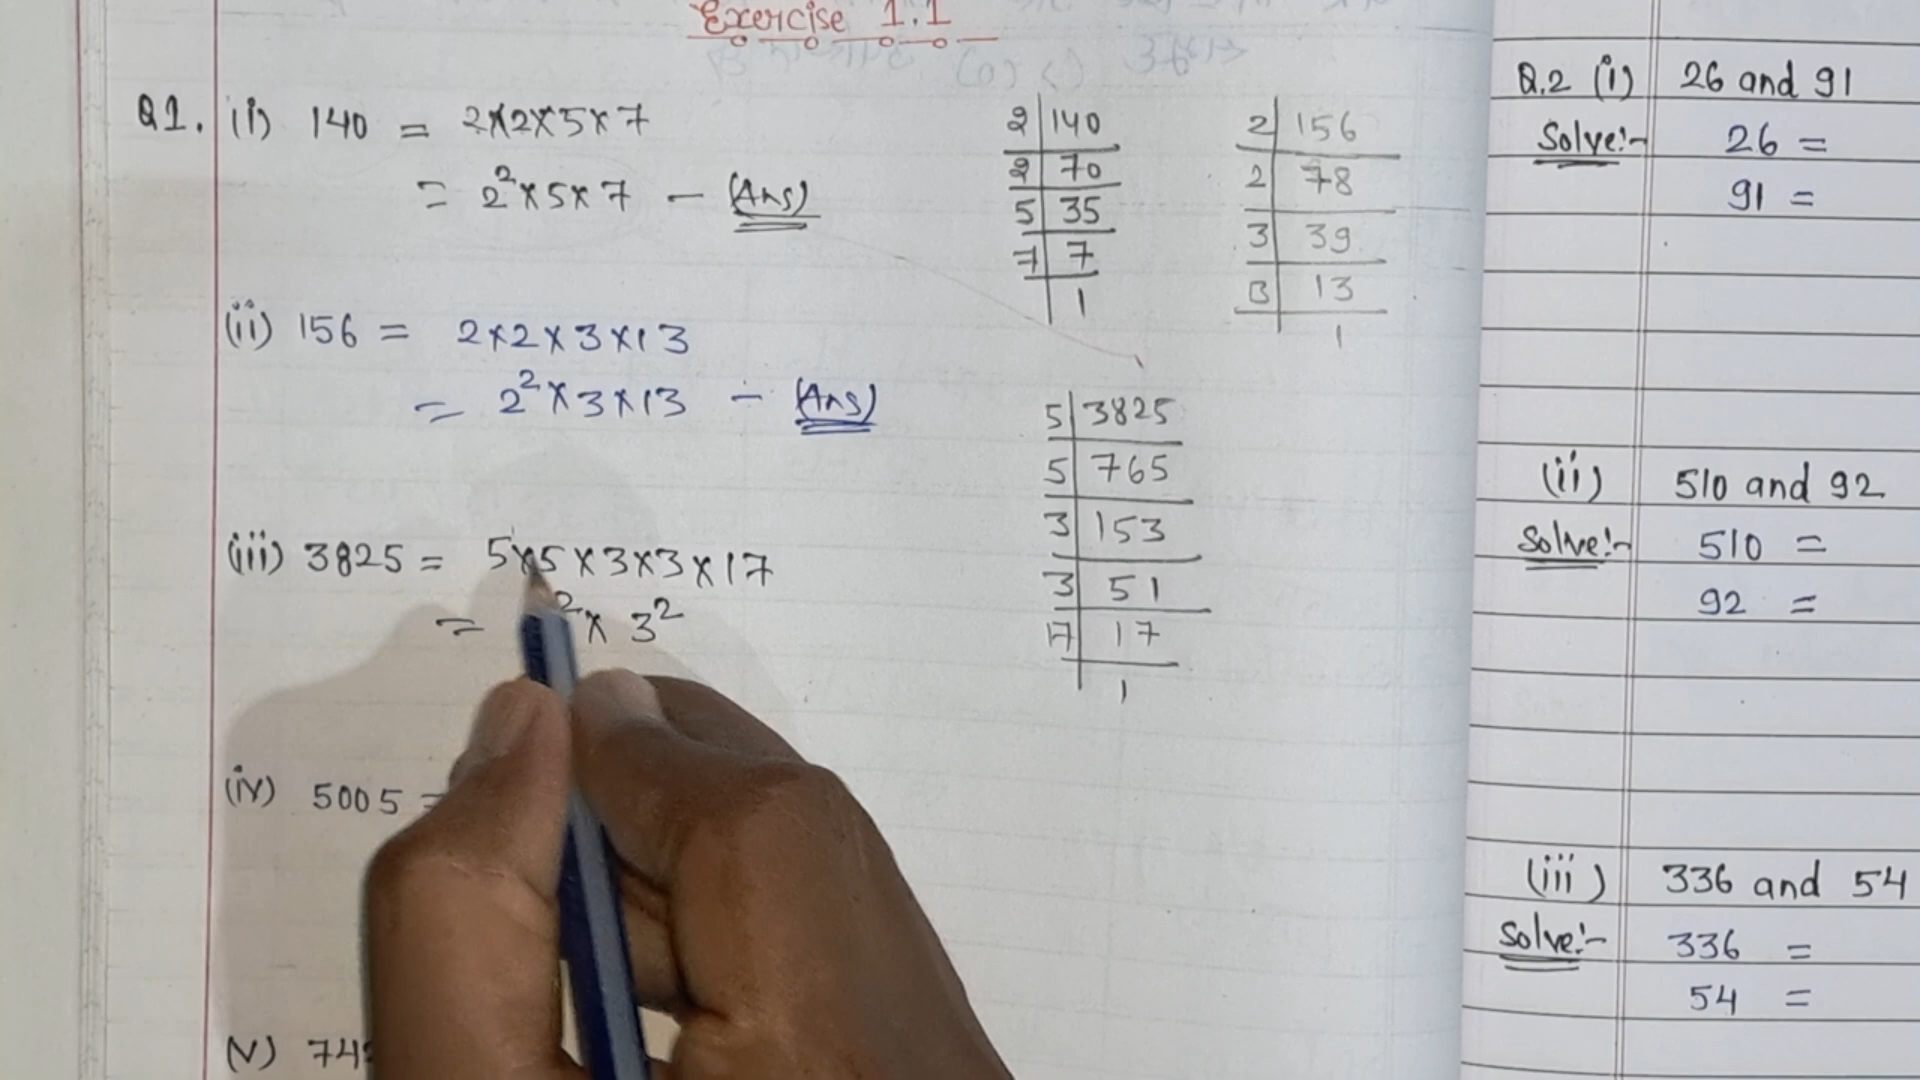 Exercise 1.1
Q1. (i) 140 = 2×2×5×7
= 2²×5×7 — (Ans)
(ii) 156 = 2×2×3×13
= 2²×3×13 — (Ans)
(iii) 3825 = 5×5×3×3×17
= ² × 3²
(iv) 5005 =
(v) 74
2 | 140
2 | 70
5 | 35
7 | 7
| 1
2 | 156
2 | 78
3 | 39
13 | 13
| 1
5 | 3825
5 | 765
3 | 153
3 | 51
17 | 17
| 1
Q.2 (i) 26 and 91
Solve:- 26 =
91 =
(ii) 510 and 92
Solve:- 510 =
92 =
(iii) 336 and 54
Solve:- 336 =
54 =